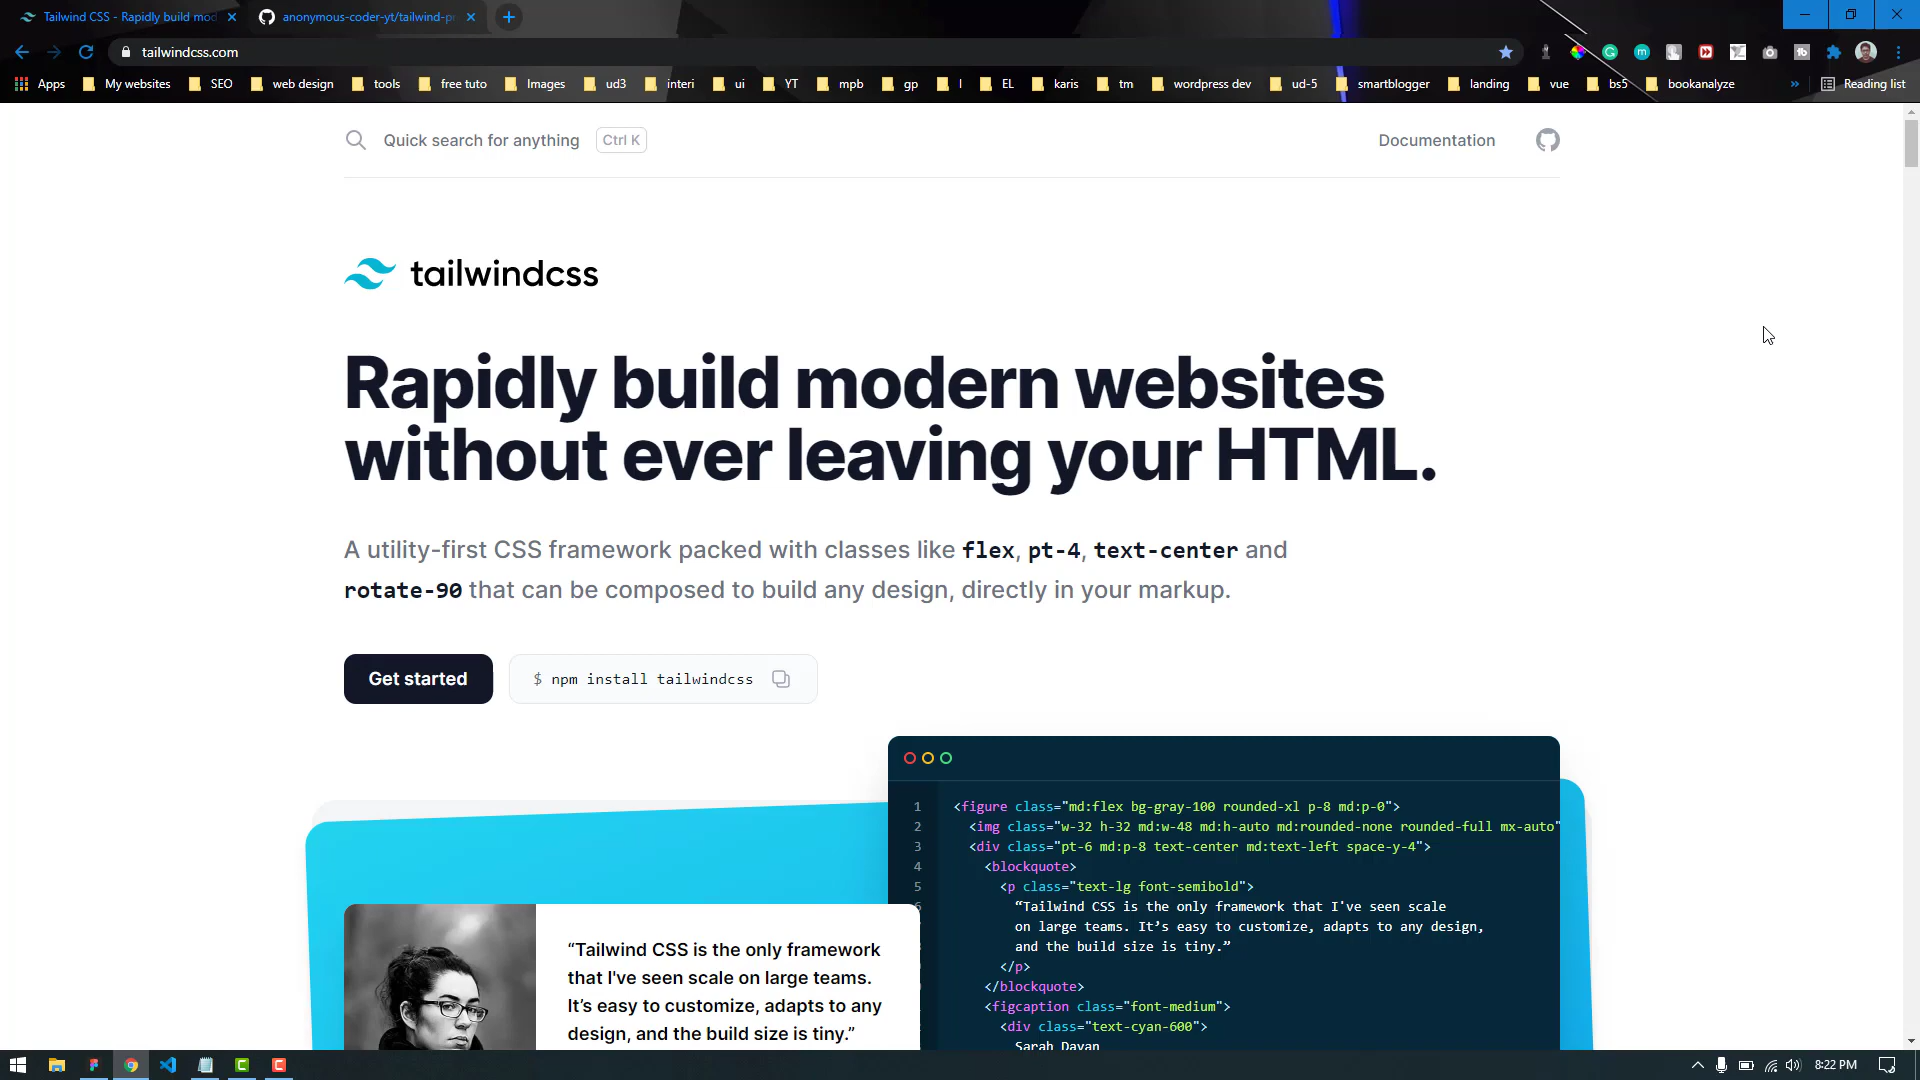 Tailwind CSS - Rapidly build mod
anonymous-coder-yt/tailwind-pr
tailwindcss.com
Apps My websites SEO web design tools free tuto Images ud3 interi ui YT mpb gp l EL karis tm wordpress dev ud-5 smartblogger landing vue bs5 bookanalyze » Reading list
Quick search for anything Ctrl K Documentation
tailwindcss
Rapidly build modern websites
without ever leaving your HTML.
A utility-first CSS framework packed with classes like flex, pt-4, text-center and
rotate-90 that can be composed to build any design, directly in your markup.
Get started $ npm install tailwindcss
1 <figure class="md:flex bg-gray-100 rounded-xl p-8 md:p-0">
2 <img class="w-32 h-32 md:w-48 md:h-auto md:rounded-none rounded-full mx-auto"
3 <div class="pt-6 md:p-8 text-center md:text-left space-y-4">
4 <blockquote>
5 <p class="text-lg font-semibold">
6 “Tailwind CSS is the only framework that I've seen scale
on large teams. It’s easy to customize, adapts to any design,
and the build size is tiny.”
</p>
</blockquote>
<figcaption class="font-medium">
<div class="text-cyan-600">
Sarah Dayan
“Tailwind CSS is the only framework
that I've seen scale on large teams.
It’s easy to customize, adapts to any
design, and the build size is tiny.”
8:22 PM